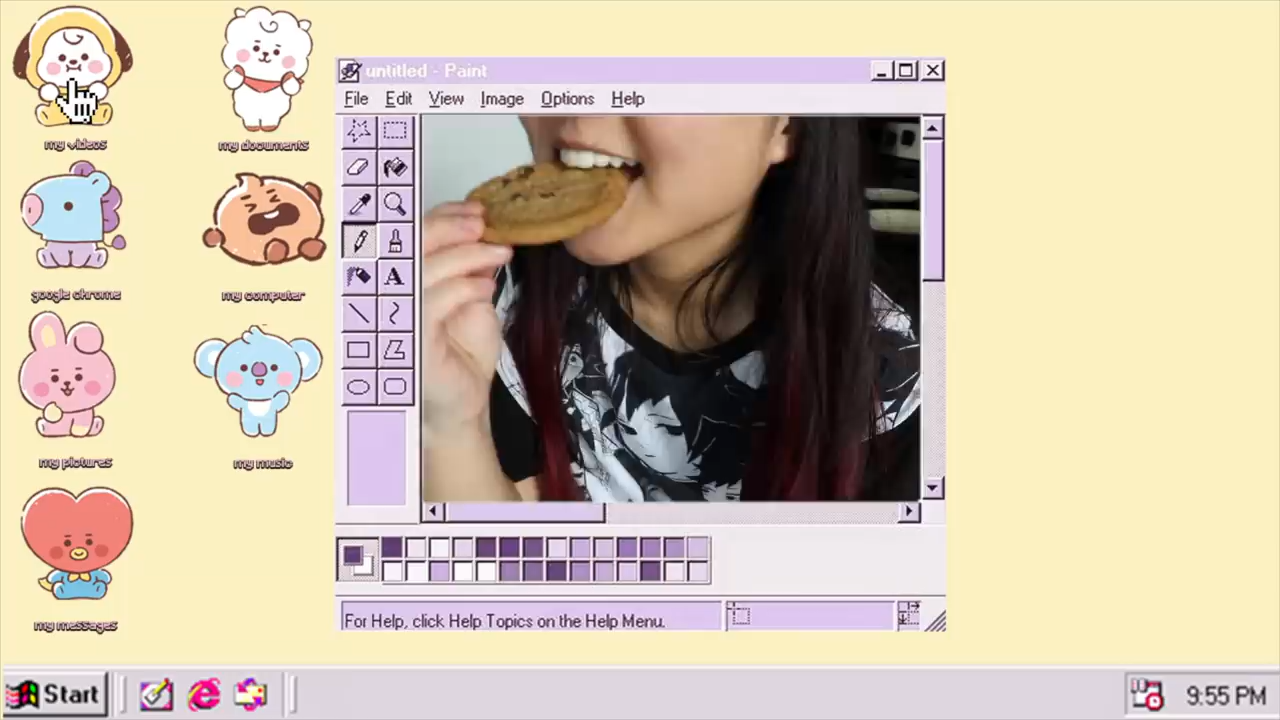 my videos
my documents
google chrome
my computer
my pictures
my music
my messages
untitled - Paint
File Edit View Image Options Help
A
For Help, click Help Topics on the Help Menu.
Start
9:55 PM